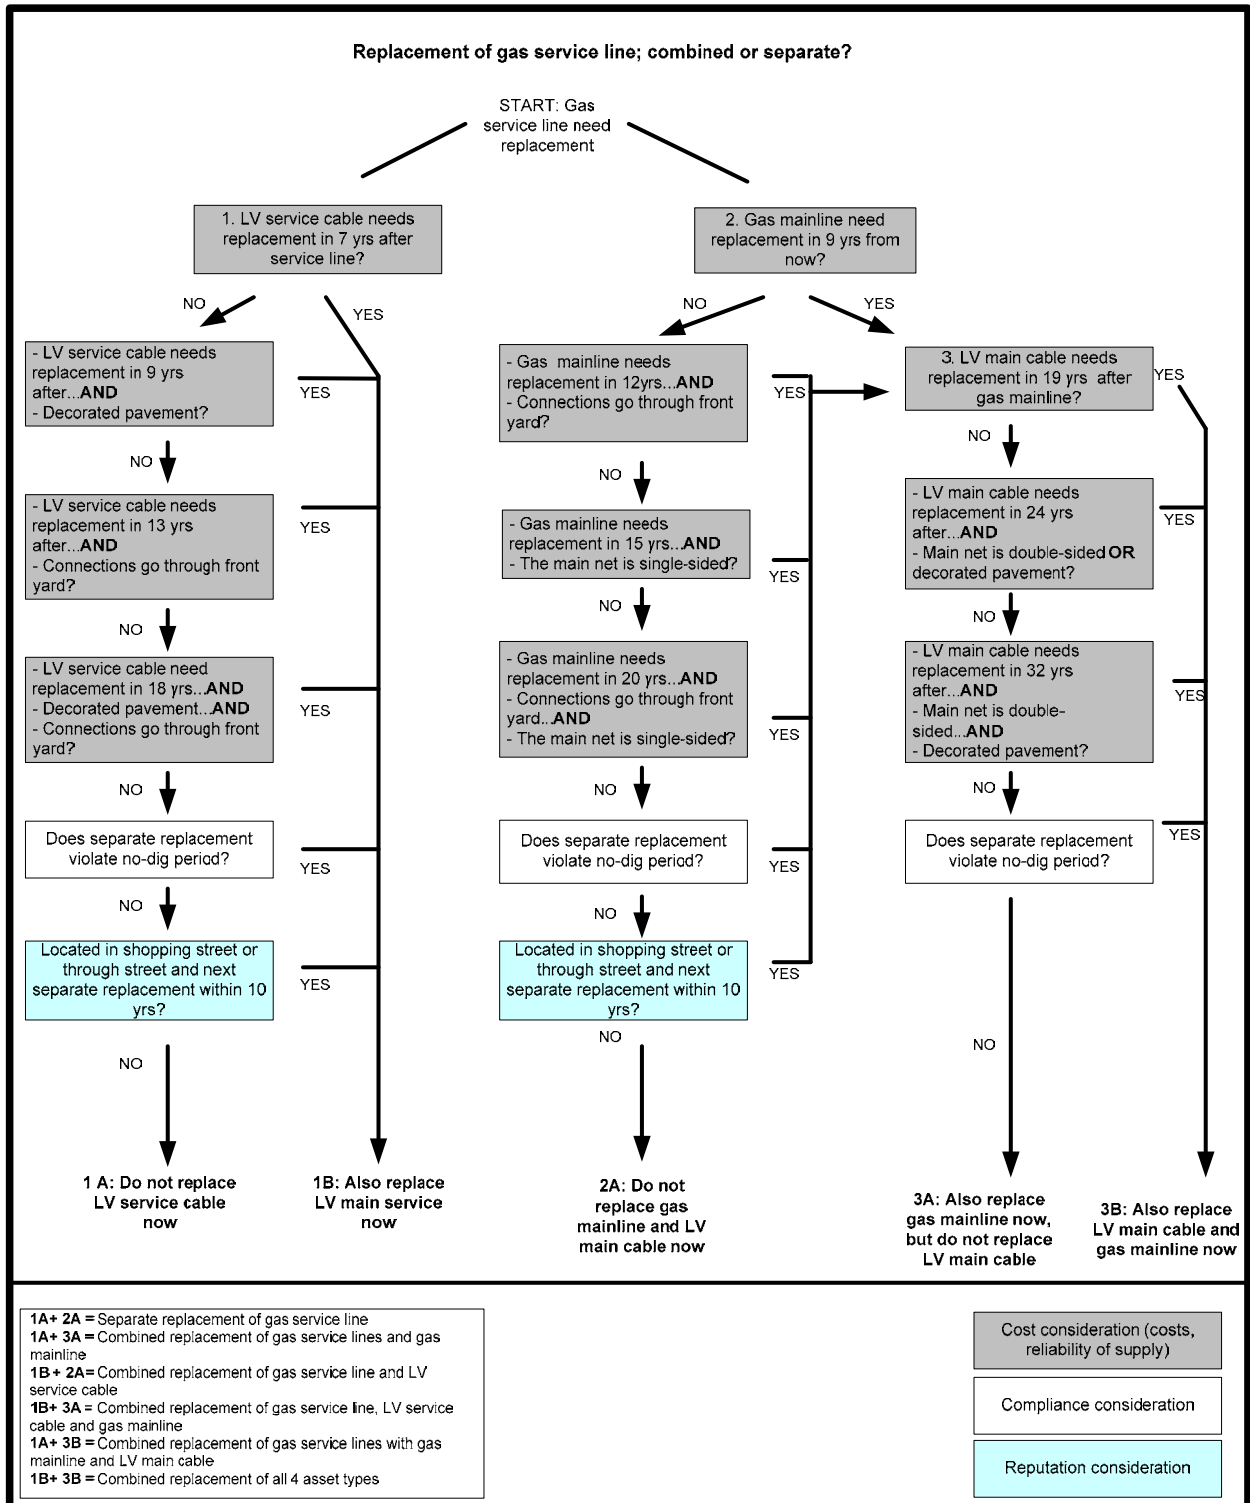 Replacement of gas service line; combined or separate?
START: Gas
service line need
replacement
1. LV service cable needs
replacement in 7 yrs after
service line?
NO
YES
- LV service cable needs
replacement in 9 yrs
after...AND
- Decorated pavement?
YES
NO
- LV service cable needs
replacement in 13 yrs
after...AND
- Connections go through front
yard?
YES
NO
- LV service cable need
replacement in 18 yrs...AND
- Decorated pavement...AND
- Connections go through front
yard?
YES
NO
Does separate replacement
violate no-dig period?
YES
NO
Located in shopping street or
through street and next
separate replacement within 10
yrs?
YES
NO
1 A: Do not replace
LV service cable
now
1B: Also replace
LV main service
now
2. Gas mainline need
replacement in 9 yrs from
now?
NO
YES
- Gas mainline needs
replacement in 12yrs...AND
- Connections go through front
yard?
YES
NO
- Gas mainline needs
replacement in 15 yrs...AND
- The main net is single-sided?
YES
NO
- Gas mainline needs
replacement in 20 yrs...AND
- Connections go through front
yard...AND
- The main net is single-sided?
YES
NO
Does separate replacement
violate no-dig period?
YES
NO
Located in shopping street or
through street and next
separate replacement within 10
yrs?
YES
NO
2A: Do not
replace gas
mainline and LV
main cable now
3. LV main cable needs
replacement in 19 yrs after
gas mainline?
YES
NO
- LV main cable needs
replacement in 24 yrs
after...AND
- Main net is double-sided OR
decorated pavement?
YES
NO
- LV main cable needs
replacement in 32 yrs
after...AND
- Main net is double-
sided...AND
- Decorated pavement?
YES
NO
Does separate replacement
violate no-dig period?
YES
NO
3A: Also replace
gas mainline now,
but do not replace
LV main cable
3B: Also replace
LV main cable and
gas mainline now
1A+ 2A = Separate replacement of gas service line
1A+ 3A = Combined replacement of gas service lines and gas
mainline
1B + 2A= Combined replacement of gas service line and LV
service cable
1B+ 3A = Combined replacement of gas service line, LV service
cable and gas mainline
1A+ 3B = Combined replacement of gas service lines with gas
mainline and LV main cable
1B+ 3B = Combined replacement of all 4 asset types
Cost consideration (costs,
reliability of supply)
Compliance consideration
Reputation consideration